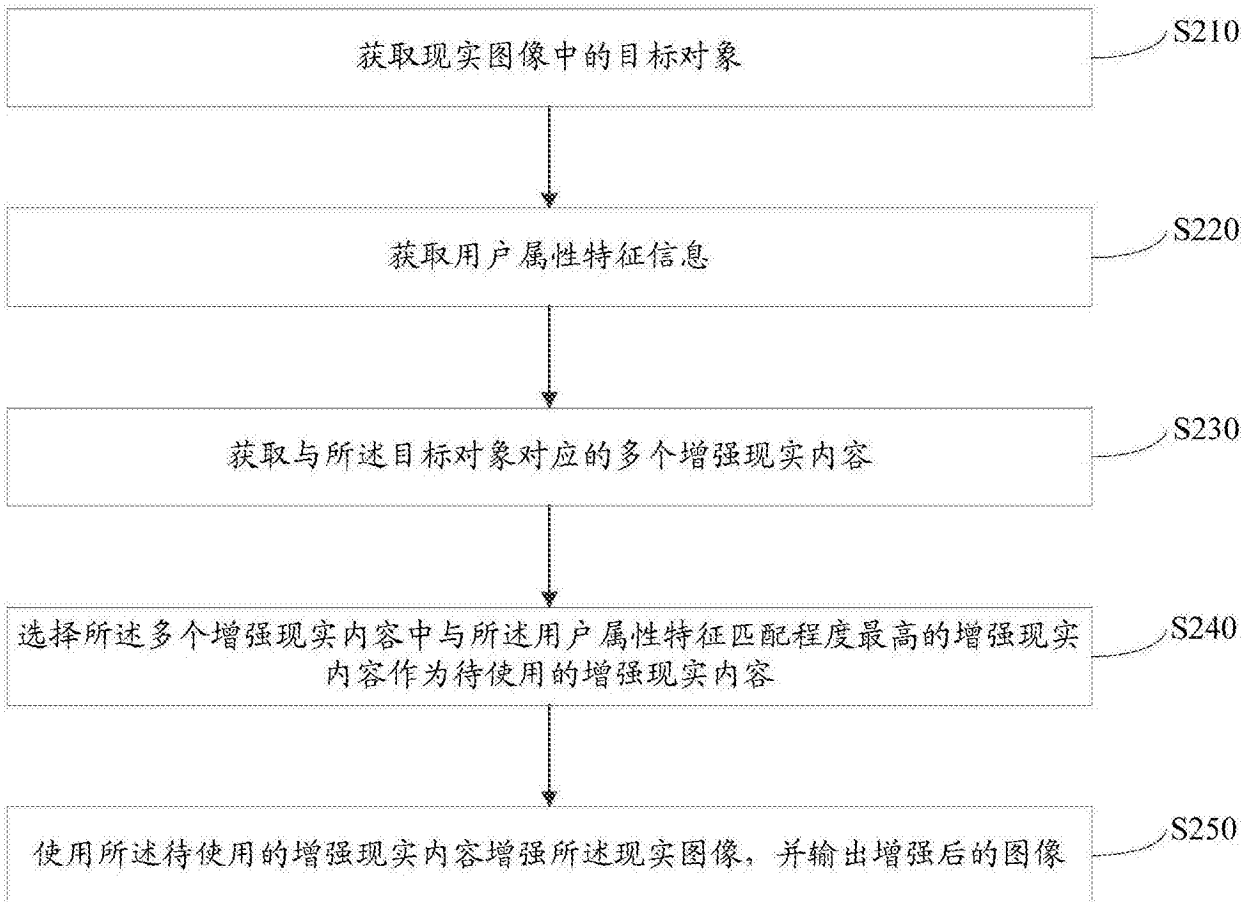 获取现实图像中的目标对象
S210
获取用户属性特征信息
S220
获取与所述目标对象对应的多个增强现实内容
S230
选择所述多个增强现实内容中与所述用户属性特征匹配程度最高的增强现实
内容作为待使用的增强现实内容
S240
使用所述待使用的增强现实内容增强所述现实图像，并输出增强后的图像
S250